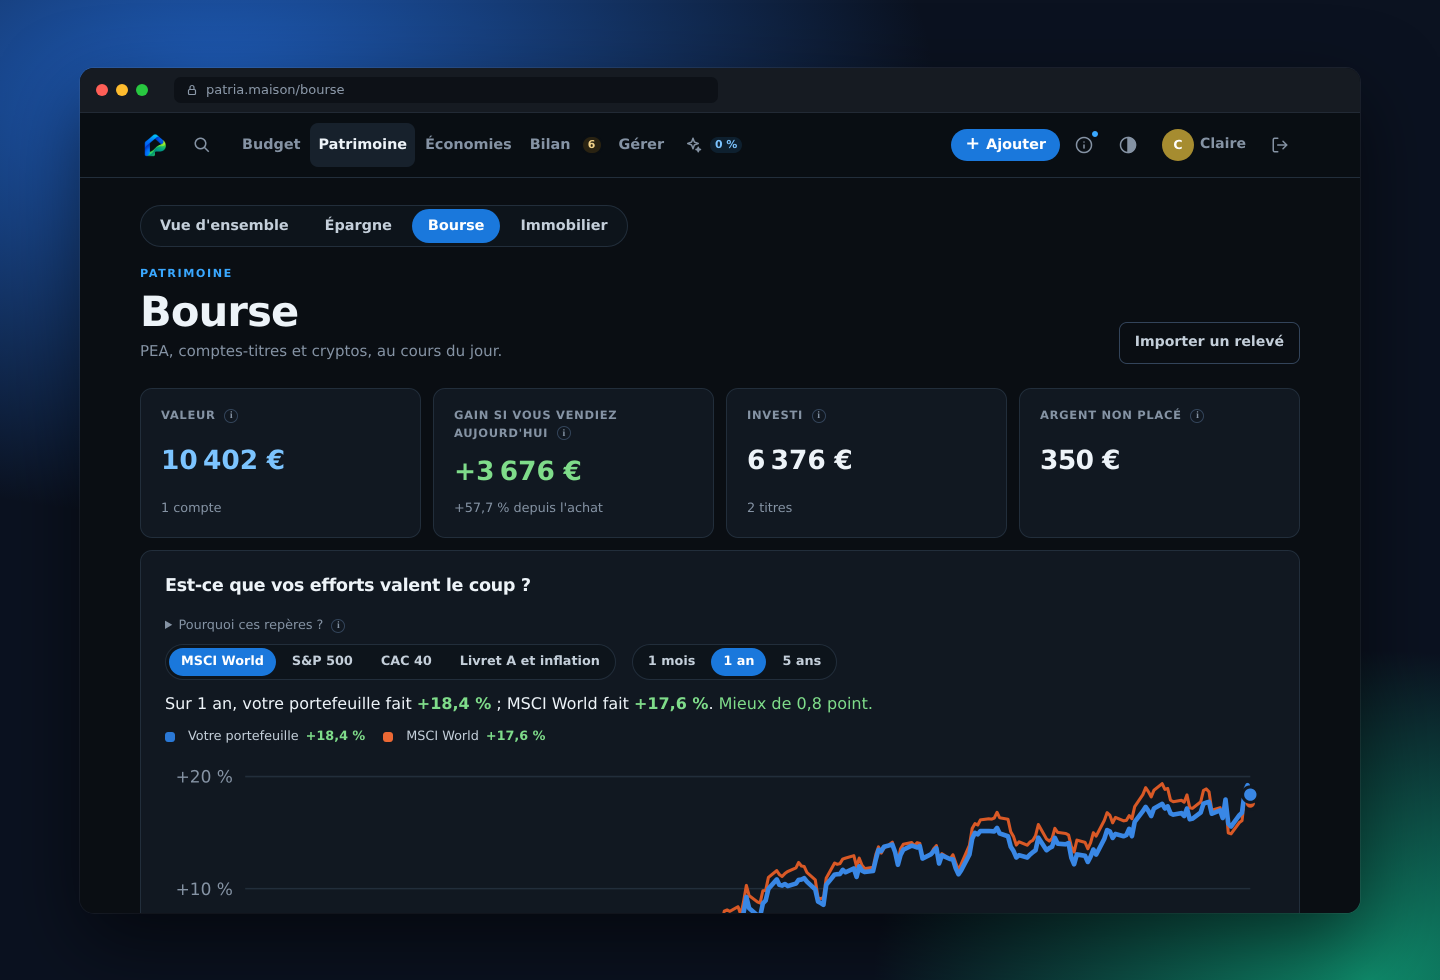 patria.maison/bourse
Budget Patrimoine Économies Bilan 6 Gérer 0 % + Ajouter C Claire
Vue d'ensemble Épargne Bourse Immobilier
PATRIMOINE
Bourse
PEA, comptes-titres et cryptos, au cours du jour.
Importer un relevé
VALEUR i
10 402 €
1 compte
GAIN SI VOUS VENDIEZ
AUJOURD'HUI i
+3 676 €
+57,7 % depuis l'achat
INVESTI i
6 376 €
2 titres
ARGENT NON PLACÉ i
350 €
Est-ce que vos efforts valent le coup ?
Pourquoi ces repères ? i
MSCI World S&P 500 CAC 40 Livret A et inflation 1 mois 1 an 5 ans
Sur 1 an, votre portefeuille fait +18,4 % ; MSCI World fait +17,6 %. Mieux de 0,8 point.
Votre portefeuille +18,4 % MSCI World +17,6 %
+20 %
+10 %